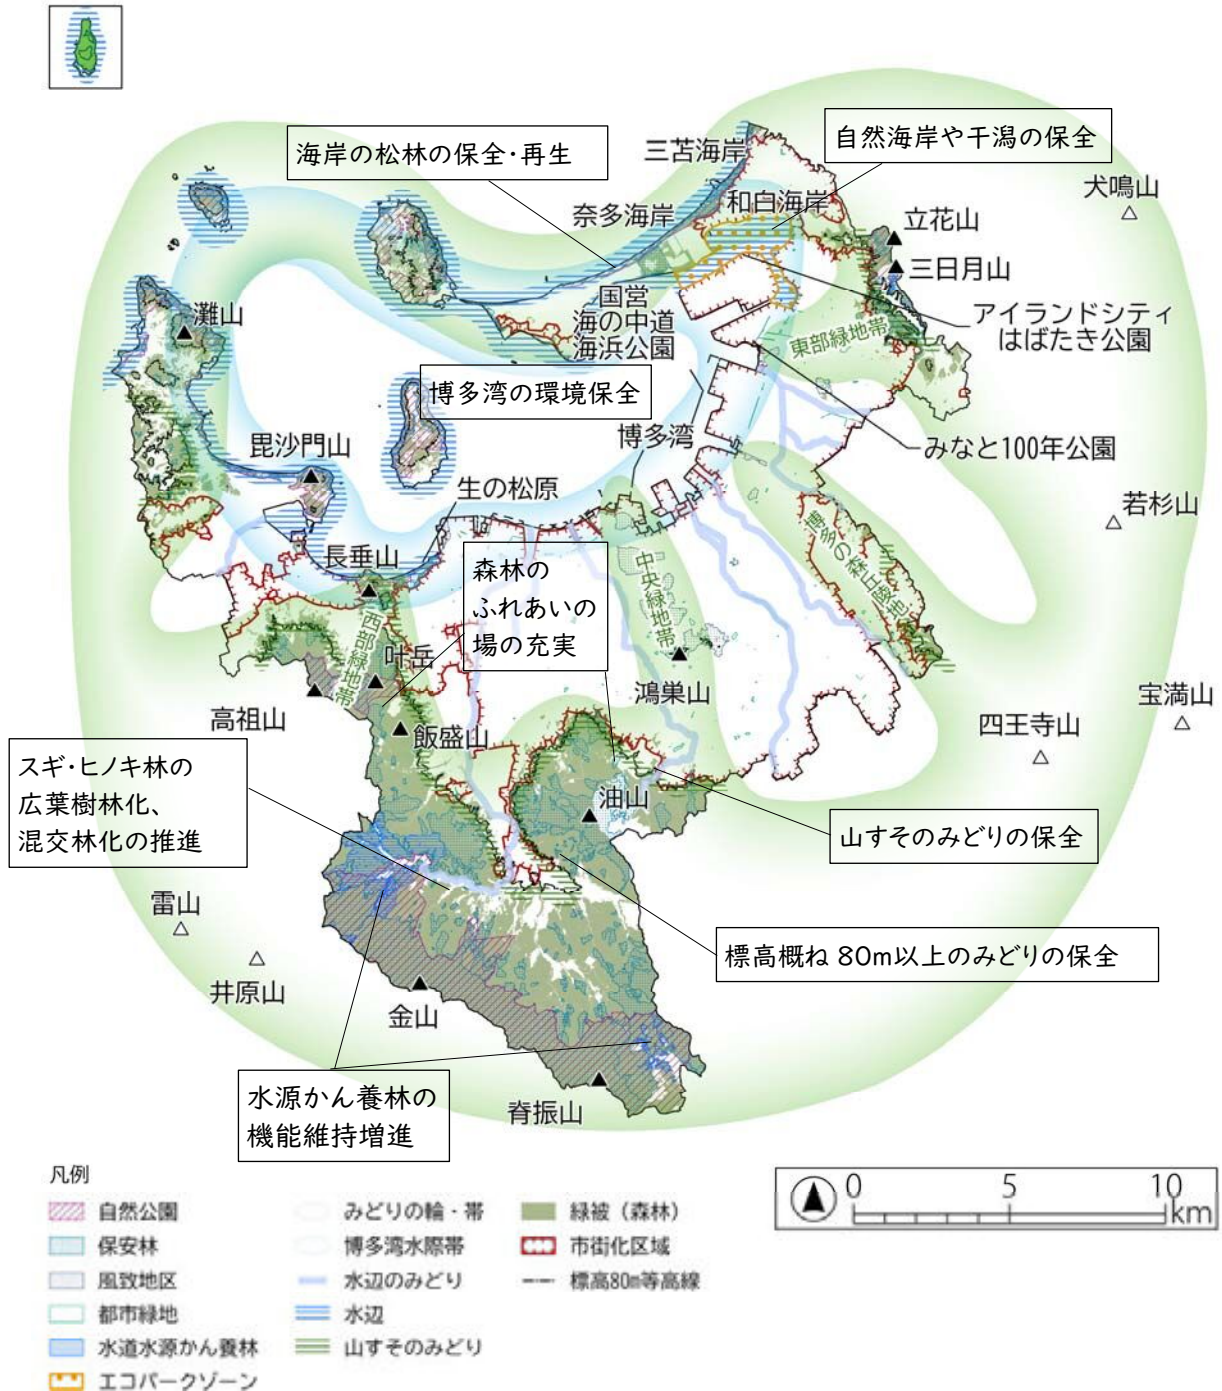 海岸の松林の保全・再生
自然海岸や干潟の保全
三苫海岸
犬鳴山
奈多海岸
和白海岸
立花山
三日月山
灘山
国営
海の中道
海浜公園
アイランドシティ
はばたき公園
東部緑地帯
博多湾の環境保全
博多湾
みなと100年公園
毘沙門山
生の松原
若杉山
博多の森丘陵地
長垂山
森林の
ふれあいの
場の充実
中央緑地帯
西部緑地帯
叶岳
高祖山
鴻巣山
宝満山
四王寺山
飯盛山
スギ・ヒノキ林の
広葉樹林化、
混交林化の推進
油山
山すそのみどりの保全
雷山
井原山
標高概ね 80m以上のみどりの保全
金山
水源かん養林の
機能維持増進
脊振山
凡例
自然公園
みどりの輪・帯
緑被（森林）
保安林
博多湾水際帯
市街化区域
風致地区
水辺のみどり
標高80m等高線
都市緑地
水辺
水道水源かん養林
山すそのみどり
エコパークゾーン
0 5 10
km